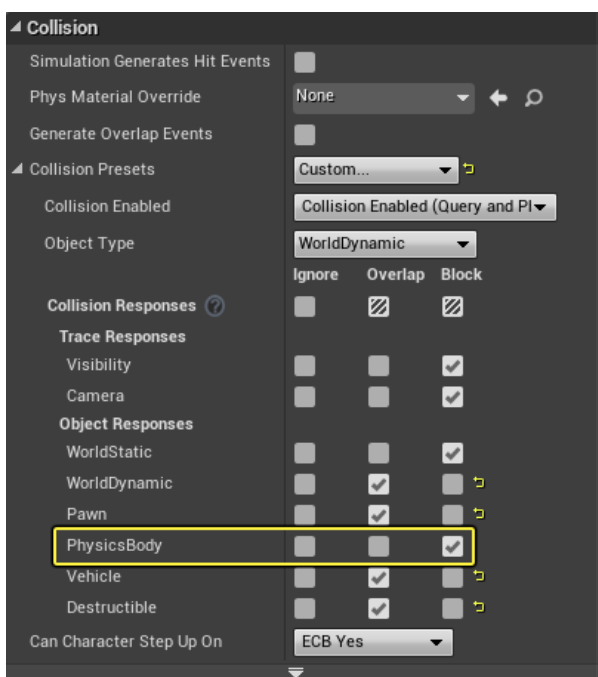 Collision
Simulation Generates Hit Events
Phys Material Override None
Generate Overlap Events
Collision Presets Custom...
Collision Enabled Collision Enabled (Query and Pl
Object Type WorldDynamic
Ignore Overlap Block
Collision Responses ?
Trace Responses
Visibility
Camera
Object Responses
WorldStatic
WorldDynamic
Pawn
PhysicsBody
Vehicle
Destructible
Can Character Step Up On ECB Yes